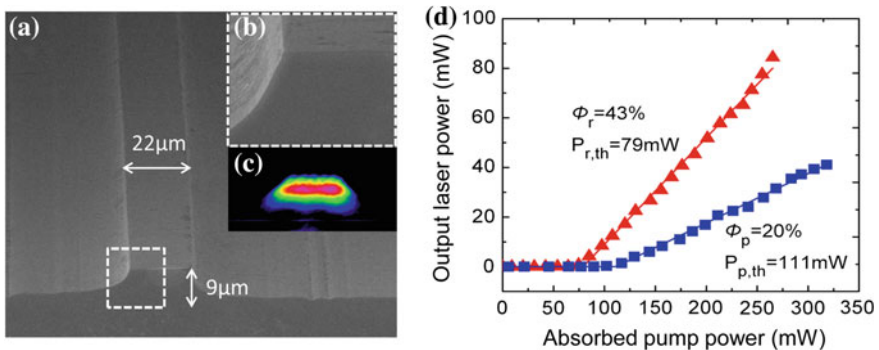 (a)
(b)
22μm
(c)
9μm
(d)
Output laser power (mW)
100
80
60
40
20
0
Φr=43%
Pr,th=79mW
Φp=20%
Pp,th=111mW
0 50 100 150 200 250 300 350
Absorbed pump power (mW)